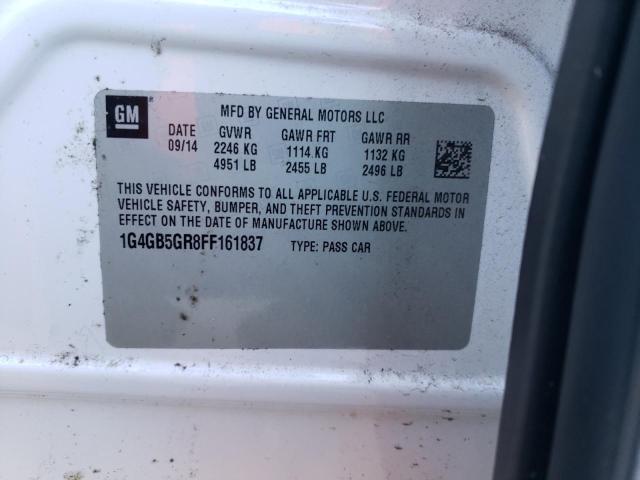 GM MFD BY GENERAL MOTORS LLC
DATE GVWR GAWR FRT GAWR RR
09/14 2246 KG 1114 KG 1132 KG
4951 LB 2455 LB 2496 LB
THIS VEHICLE CONFORMS TO ALL APPLICABLE U.S. FEDERAL MOTOR
VEHICLE SAFETY, BUMPER, AND THEFT PREVENTION STANDARDS IN
EFFECT ON THE DATE OF MANUFACTURE SHOWN ABOVE.
1G4GB5GR8FF161837 TYPE: PASS CAR